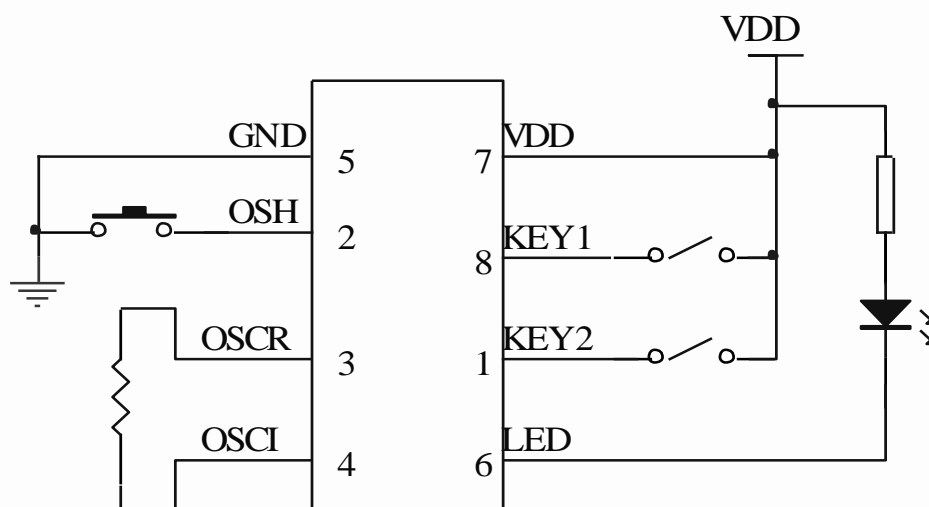 VDD
GND 5 7 VDD
OSH 2
8 KEY1
OSCR 3 1 KEY2
OSCI 4 6 LED